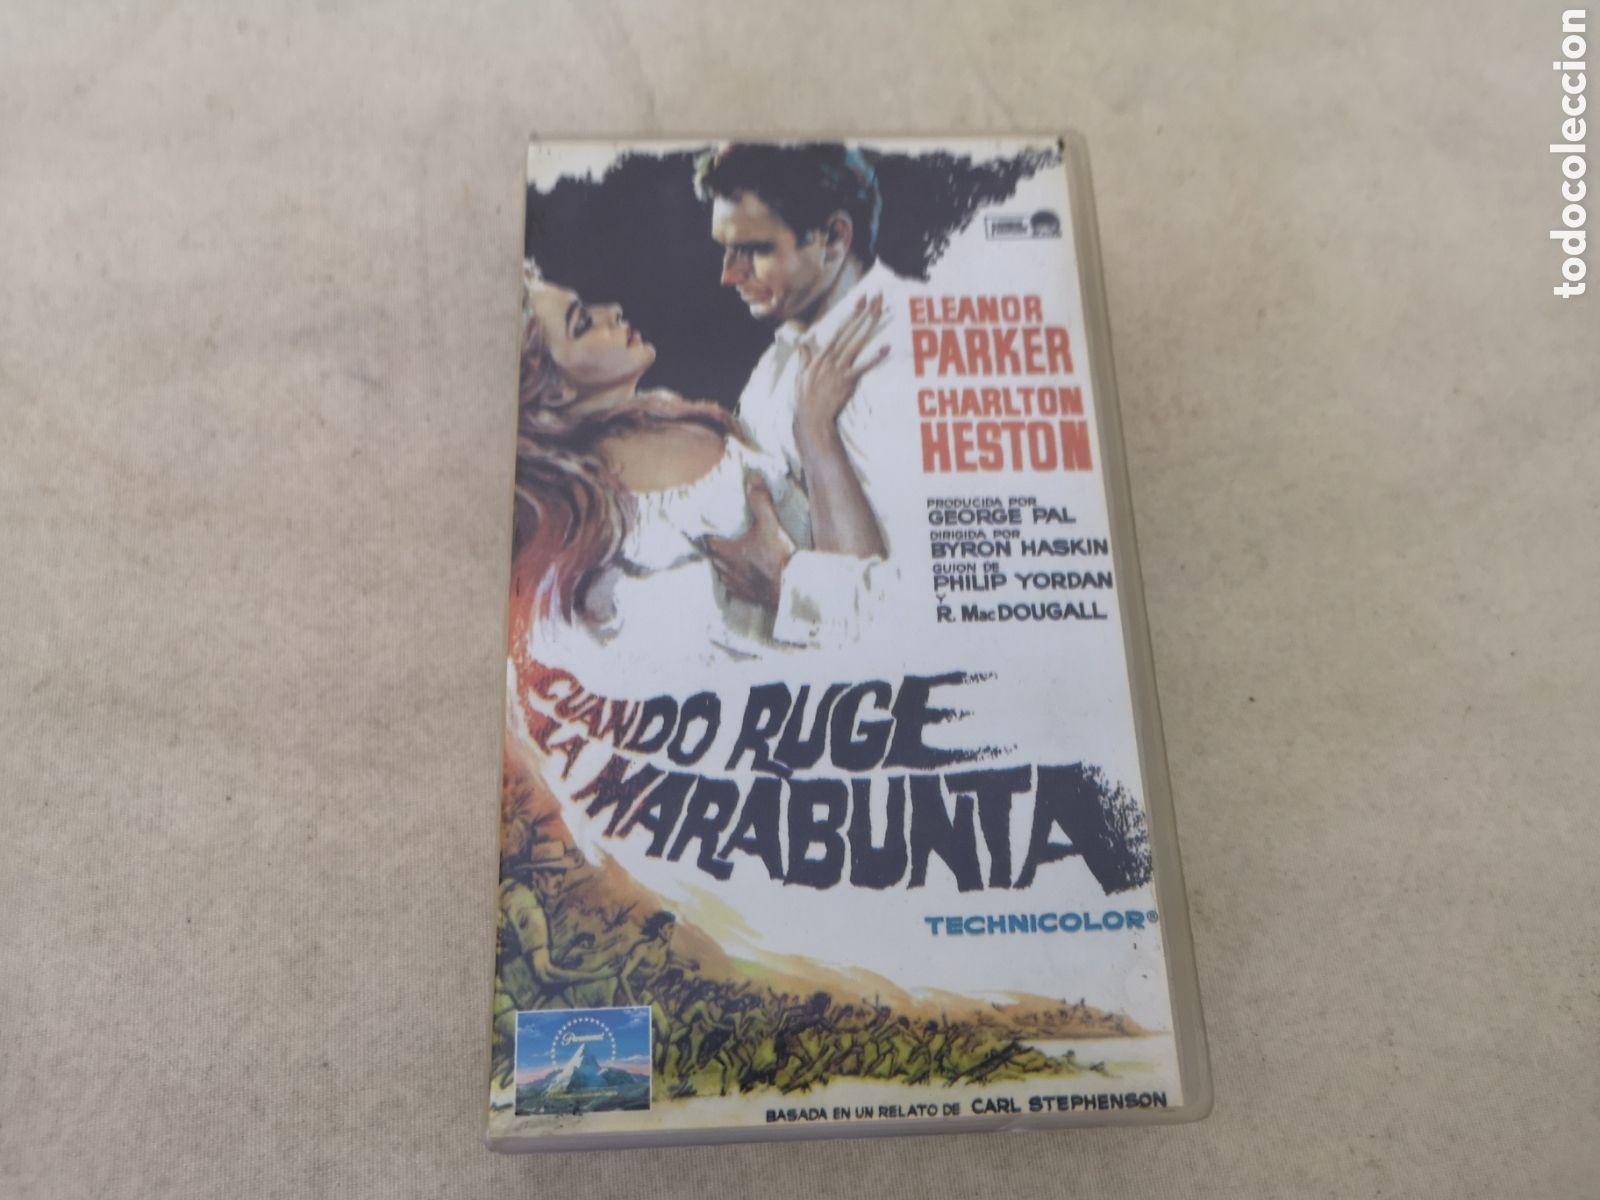 ELEANOR
PARKER
CHARLTON
HESTON
PRODUCIDA POR
GEORGE PAL
DIRIGIDA POR
BYRON HASKIN
GUION DE
PHILIP YORDAN
Y
R. MacDOUGALL
CUANDO RUGE
LA MARABUNTA
TECHNICOLOR®
Paramount
BASADA EN UN RELATO DE CARL STEPHENSON
todocoleccion